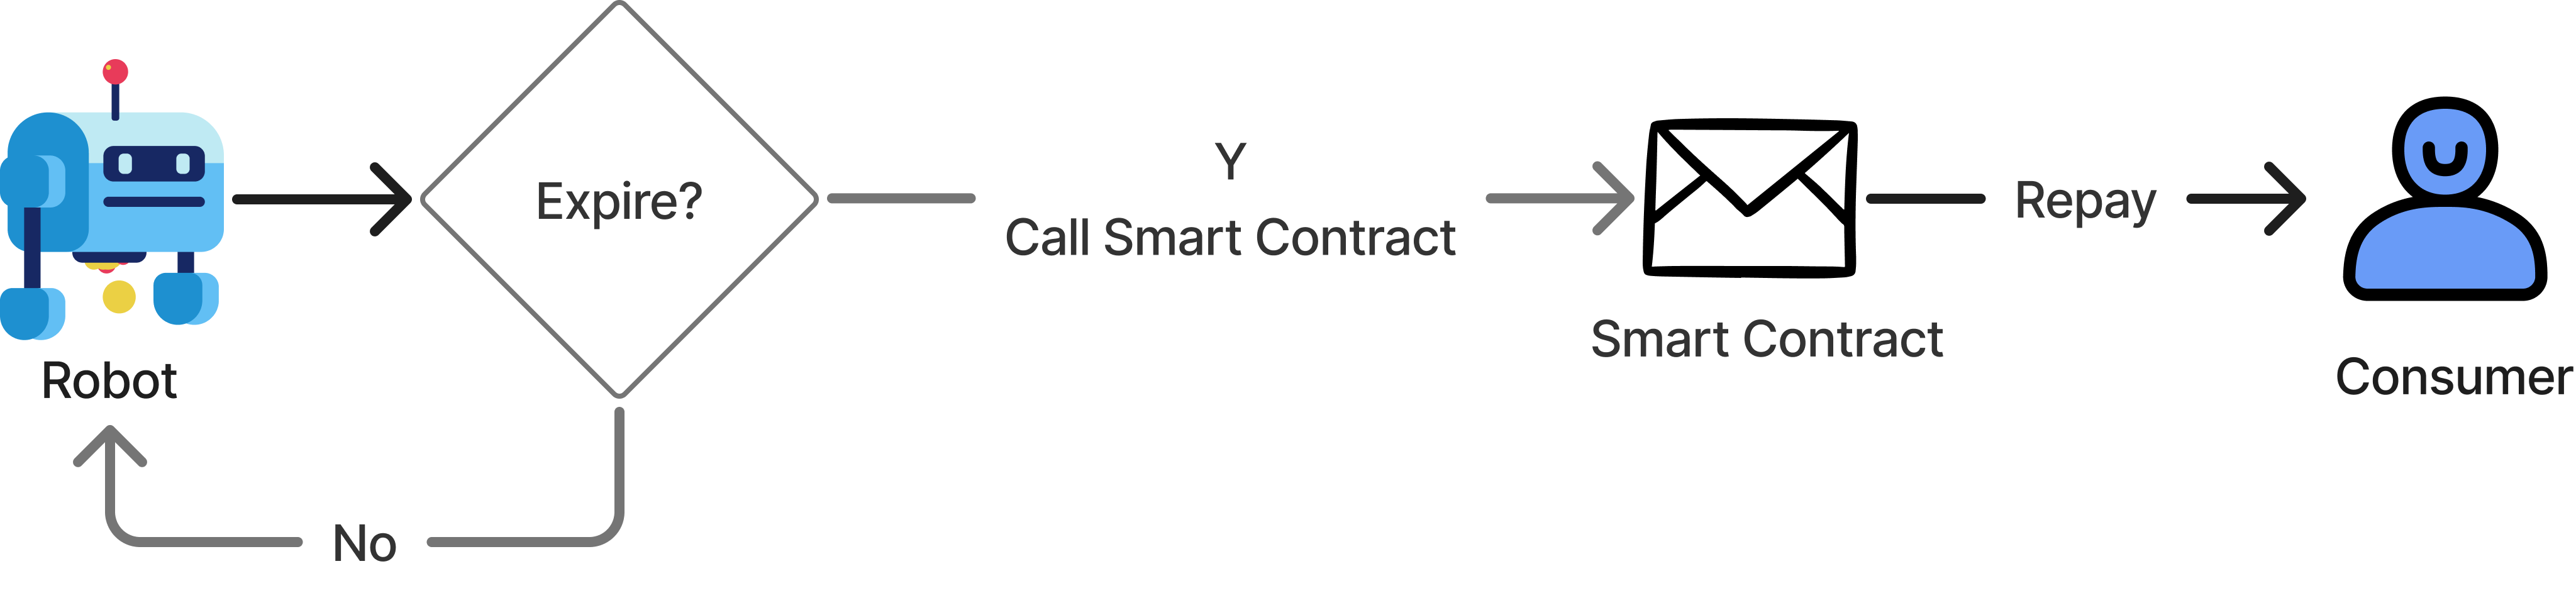 Robot
Expire?
Y
Call Smart Contract
Smart Contract
Repay
Consumer
No